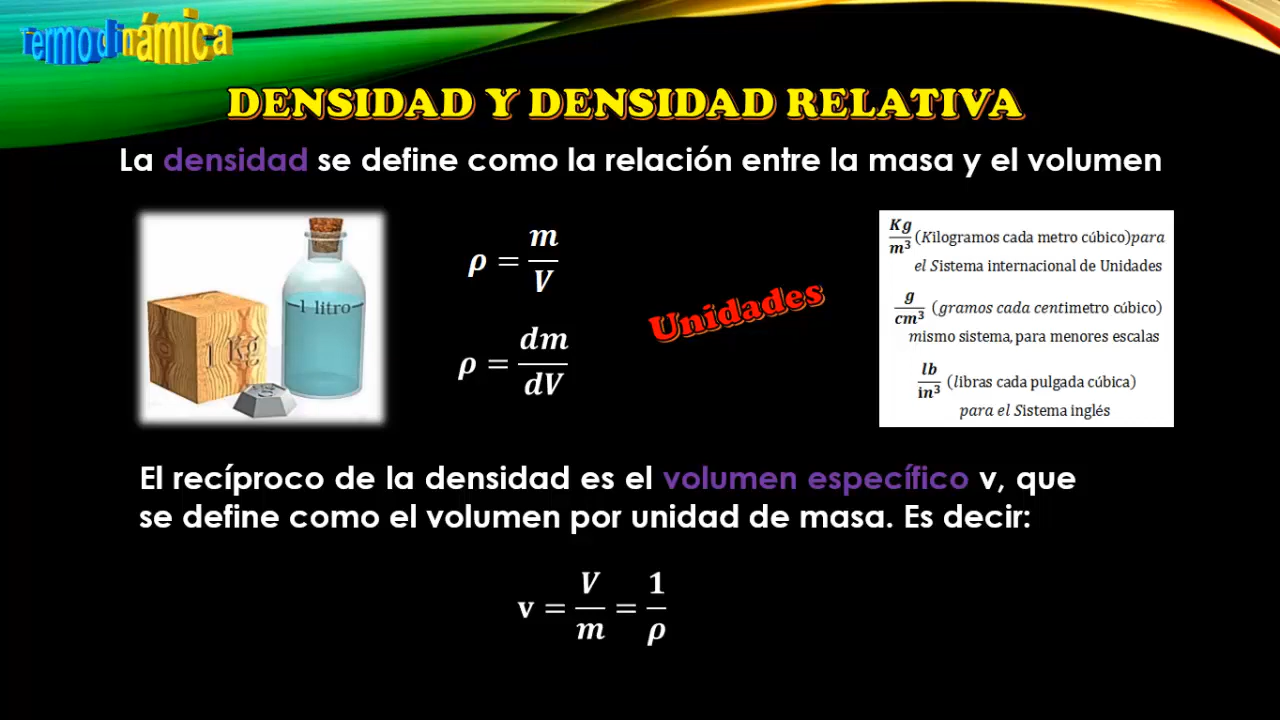 Termodinámica
DENSIDAD Y DENSIDAD RELATIVA
La densidad se define como la relación entre la masa y el volumen
1 Kg
1 litro
ρ = m/V
ρ = dm/dV
Unidades
Kg/m³ (Kilogramos cada metro cúbico)para
el Sistema internacional de Unidades
g/cm³ (gramos cada centimetro cúbico)
mismo sistema, para menores escalas
lb/in³ (libras cada pulgada cúbica)
para el Sistema inglés
El recíproco de la densidad es el volumen específico v, que
se define como el volumen por unidad de masa. Es decir:
v = V/m = 1/ρ